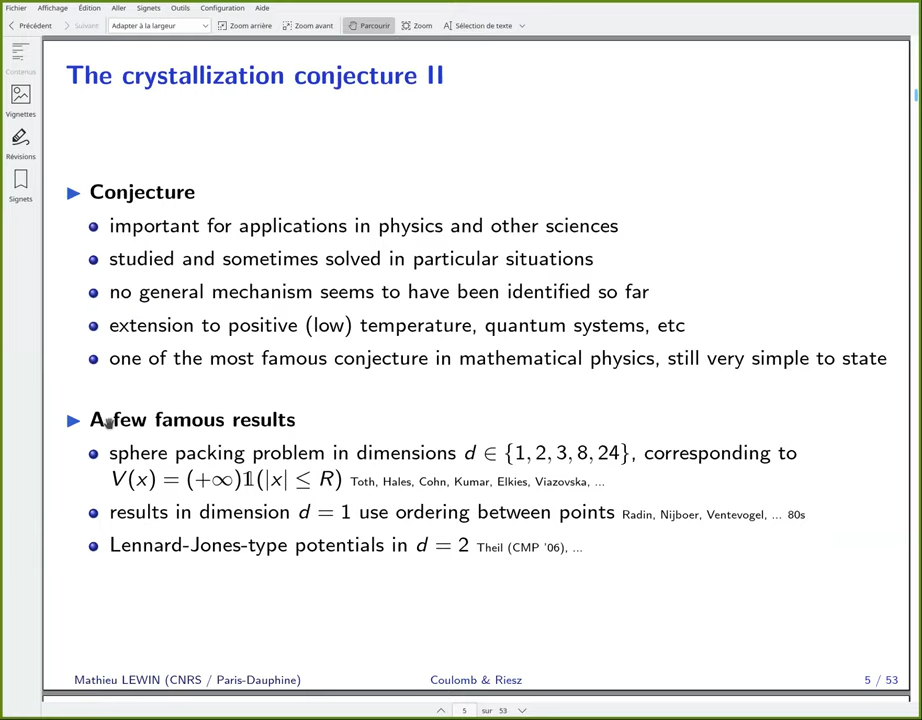 Fichier Affichage Édition Aller Signets Outils Configuration Aide
Précédent Suivant Adapter à la largeur Zoom arrière Zoom avant Parcourir Zoom Sélection de texte
Contenus
Vignettes
Révisions
Signets
The crystallization conjecture II
Conjecture
important for applications in physics and other sciences
studied and sometimes solved in particular situations
no general mechanism seems to have been identified so far
extension to positive (low) temperature, quantum systems, etc
one of the most famous conjecture in mathematical physics, still very simple to state
A few famous results
sphere packing problem in dimensions d ∈ {1, 2, 3, 8, 24}, corresponding to
V(x) = (+∞)𝟙(|x| ≤ R) Toth, Hales, Cohn, Kumar, Elkies, Viazovska, ...
results in dimension d = 1 use ordering between points Radin, Nijboer, Ventevogel, ... 80s
Lennard-Jones-type potentials in d = 2 Theil (CMP '06), ...
Mathieu LEWIN (CNRS / Paris-Dauphine) Coulomb & Riesz 5 / 53
5 sur 53